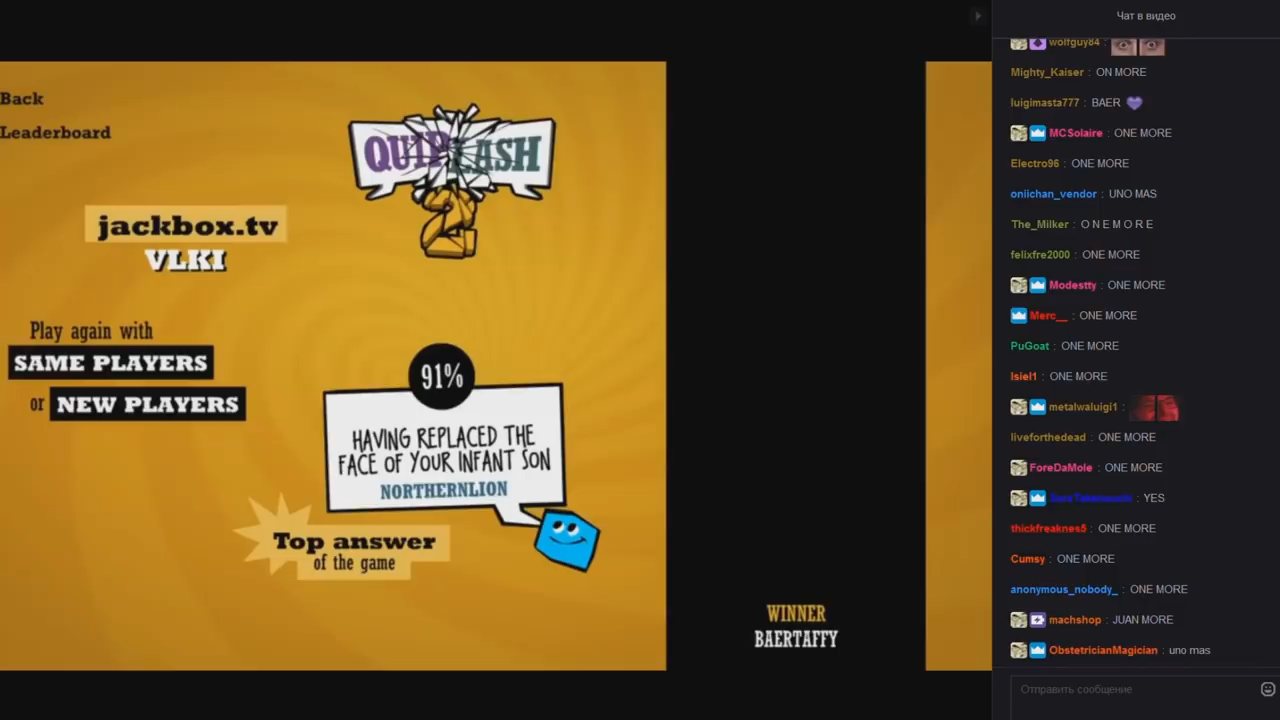 Back
Leaderboard
QUIPLASH
2
jackbox.tv
VLKI
Play again with
SAME PLAYERS
or NEW PLAYERS
91%
HAVING REPLACED THE
FACE OF YOUR INFANT SON
NORTHERNLION
Top answer
of the game
WINNER
BAERTAFFY
Чат в видео
wolfguy84 :
Mighty_Kaiser : ON MORE
luigimasta777 : BAER
MCSolaire : ONE MORE
Electro96 : ONE MORE
oniichan_vendor : UNO MAS
The_Milker : O N E M O R E
felixfre2000 : ONE MORE
Modestty : ONE MORE
Merc__ : ONE MORE
PuGoat : ONE MORE
Isiel1 : ONE MORE
metalwaluigi1 :
liveforthedead : ONE MORE
ForeDaMole : ONE MORE
: YES
thickfreaknes5 : ONE MORE
Cumsy : ONE MORE
anonymous_nobody_ : ONE MORE
machshop : JUAN MORE
ObstetricianMagician : uno mas
Отправить сообщение